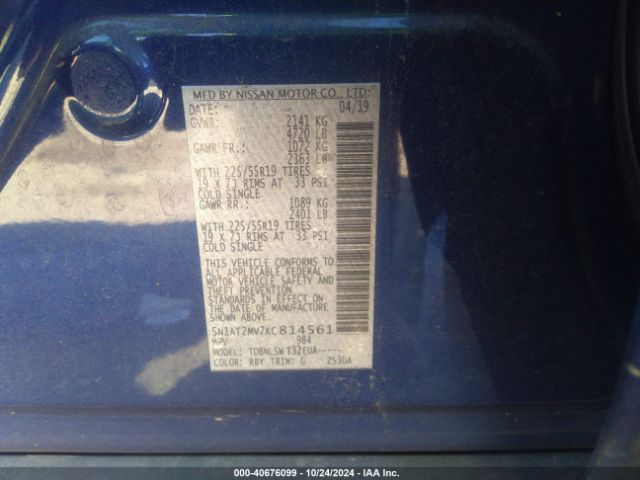 MFD BY NISSAN MOTOR CO., LTD.
DATE: 04/19
GVWR: 2141 KG
4720 LB
GAWR FR.: 1072 KG
2363 LB
WITH 225/55R19 TIRES
19 X 7J RIMS AT 33 PSI
COLD SINGLE
GAWR RR.: 1089 KG
2401 LB
WITH 225/55R19 TIRES
19 X 7J RIMS AT 33 PSI
COLD SINGLE
THIS VEHICLE CONFORMS TO
ALL APPLICABLE FEDERAL
MOTOR VEHICLE SAFETY AND
THEFT PREVENTION
STANDARDS IN EFFECT ON
THE DATE OF MANUFACTURE
SHOWN ABOVE.
5N1AT2MV7KC814561
MPV 984
MODEL: TDBNLSW T32EUA-----
COLOR: RBY TRIM: G 2530A
000-40676099 | 10/24/2024 | IAA Inc.